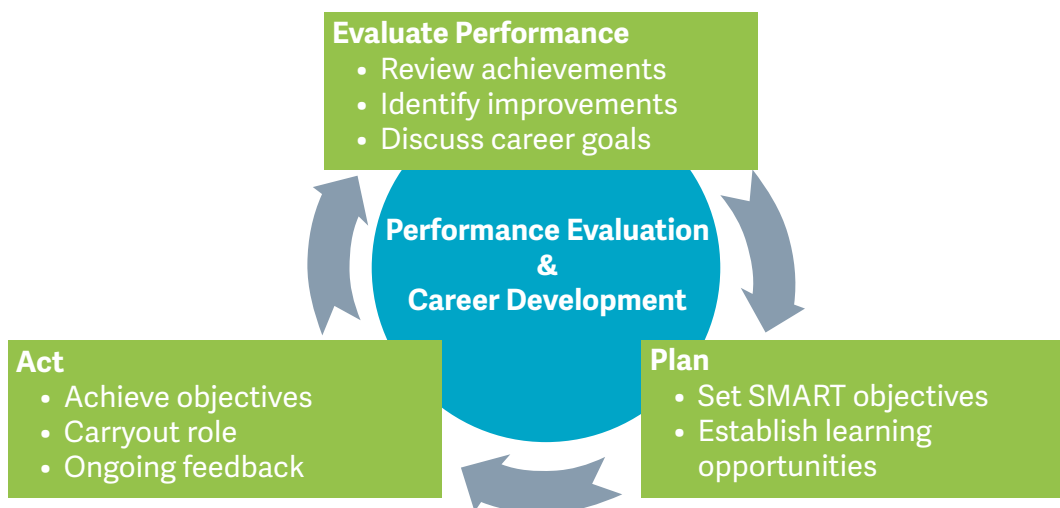 Evaluate Performance
• Review achievements
• Identify improvements
• Discuss career goals
Performance Evaluation
&
Career Development
Act
• Achieve objectives
• Carryout role
• Ongoing feedback
Plan
• Set SMART objectives
• Establish learning
opportunities